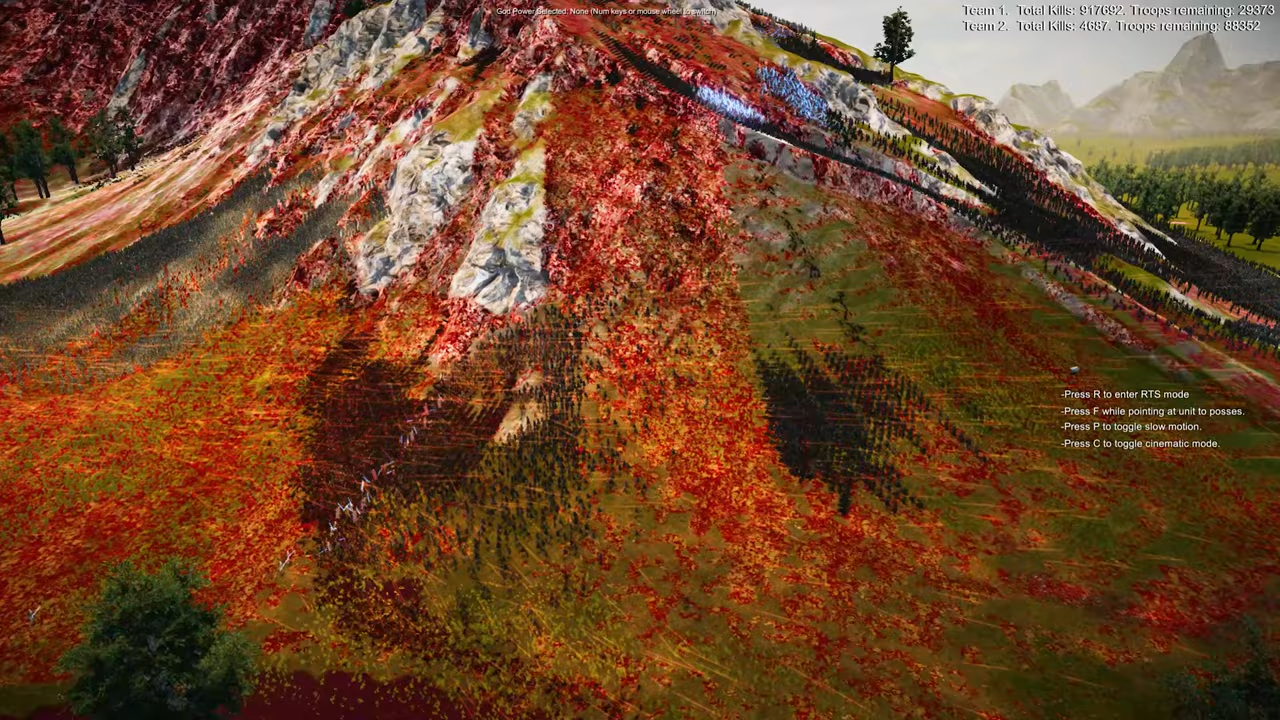 God Power Selected: None (Num keys or mouse wheel to switch)
Team 1.  Total Kills: 917692. Troops remaining: 29373
Team 2.  Total Kills: 4687. Troops remaining: 88352
-Press R to enter RTS mode
-Press F while pointing at unit to posses.
-Press P to toggle slow motion.
-Press C to toggle cinematic mode.